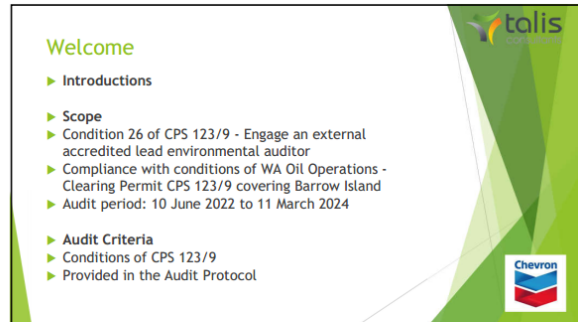 talis
consultants
Welcome
Introductions
Scope
Condition 26 of CPS 123/9 - Engage an external
accredited lead environmental auditor
Compliance with conditions of WA Oil Operations -
Clearing Permit CPS 123/9 covering Barrow Island
Audit period: 10 June 2022 to 11 March 2024
Audit Criteria
Conditions of CPS 123/9
Provided in the Audit Protocol
Chevron